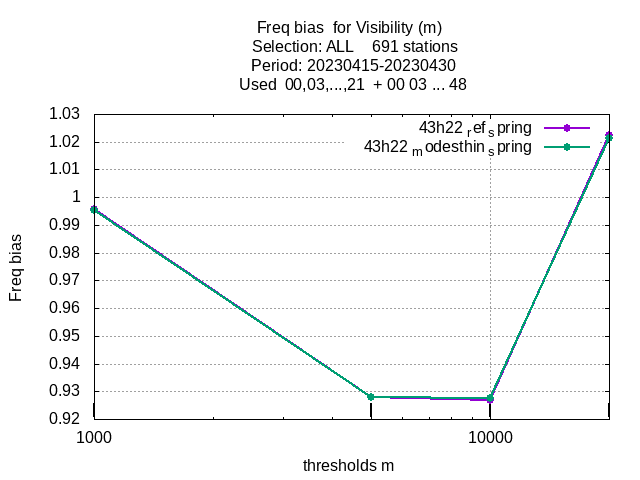 Freq bias  for Visibility (m)
Selection: ALL    691 stations
Period: 20230415-20230430
Used  00,03,...,21  + 00 03 ... 48
43h22 ref spring
43h22 modesthin spring
1.03
1.02
1.01
1
0.99
0.98
0.97
0.96
0.95
0.94
0.93
0.92
Freq bias
1000 10000
thresholds m